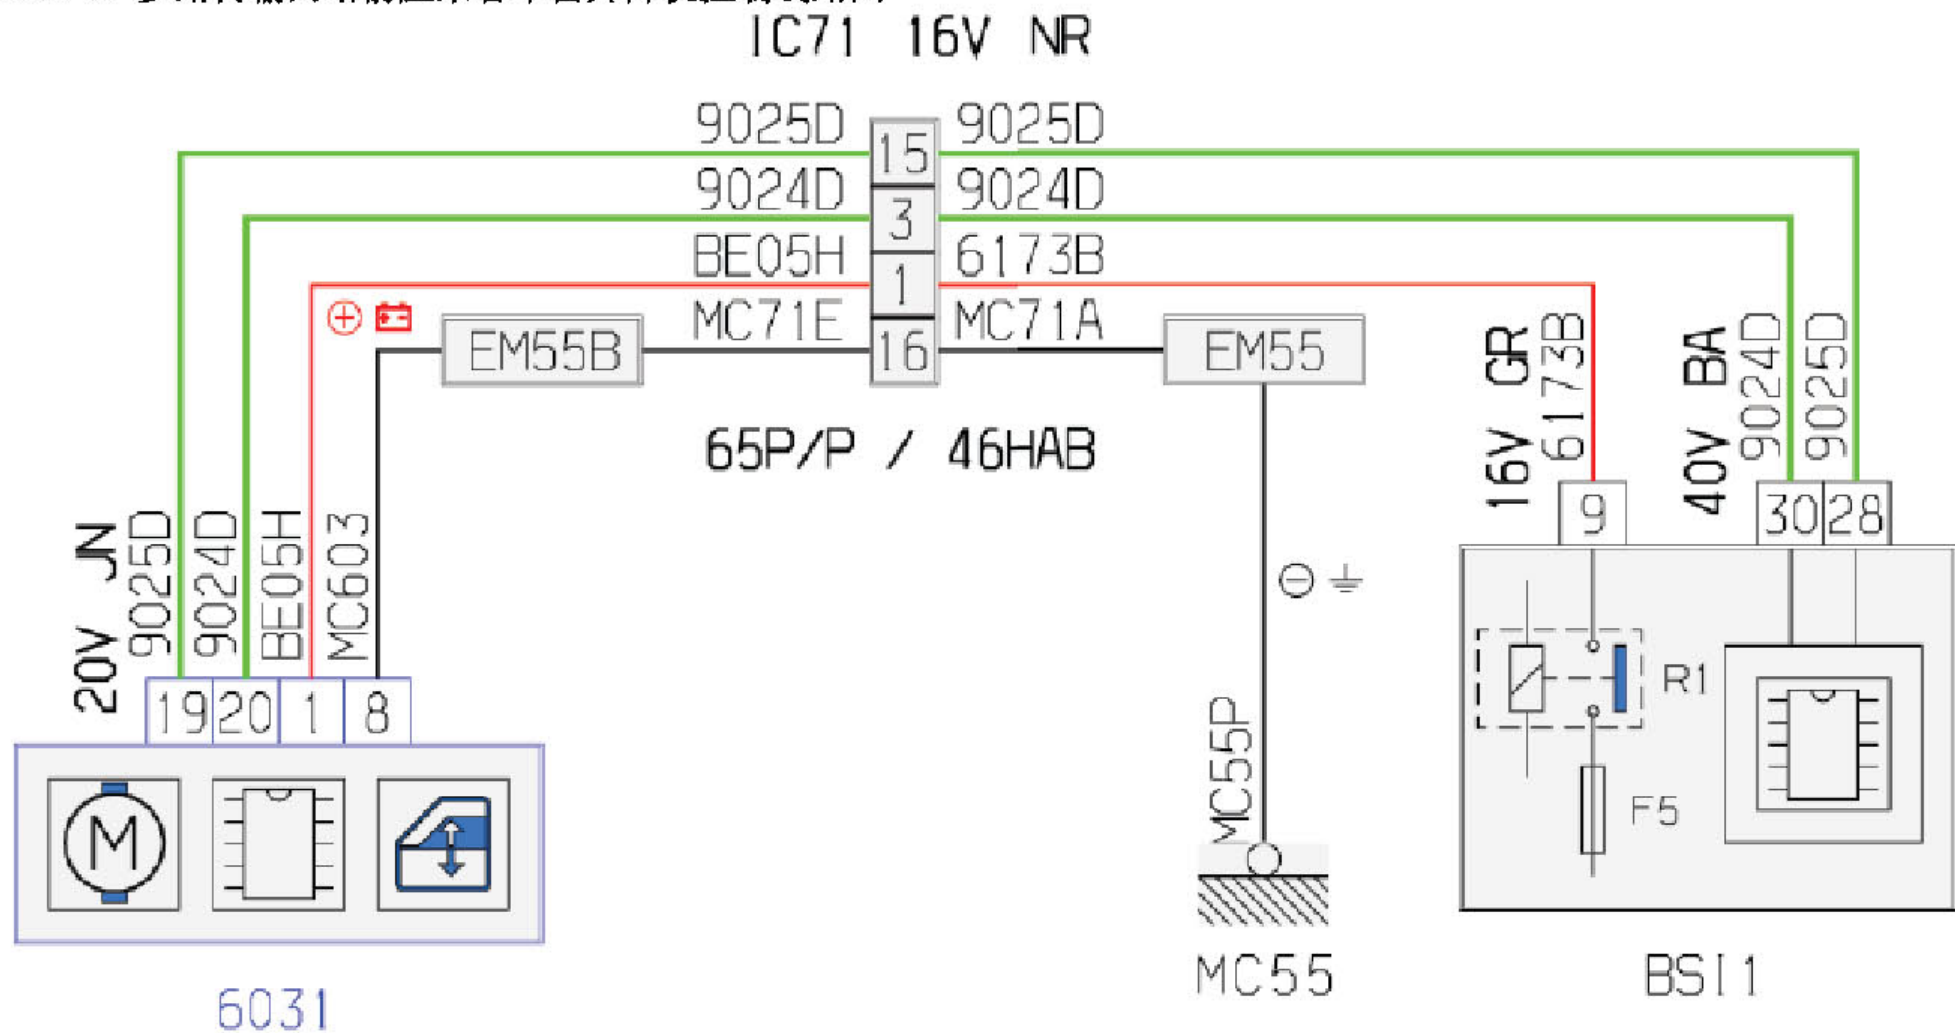 IC71 16V NR
9025D 15 9025D
9024D 3 9024D
BE05H 1 6173B
MC71E 16 MC71A
EM55B
EM55
65P/P / 46HAB
20V JN
9025D
9024D
BE05H
MC603
19 20 1 8
M
6031
MC55P
MC55
16V GR
6173B
40V BA
9024D
9025D
9
30 28
R1
F5
BSI1